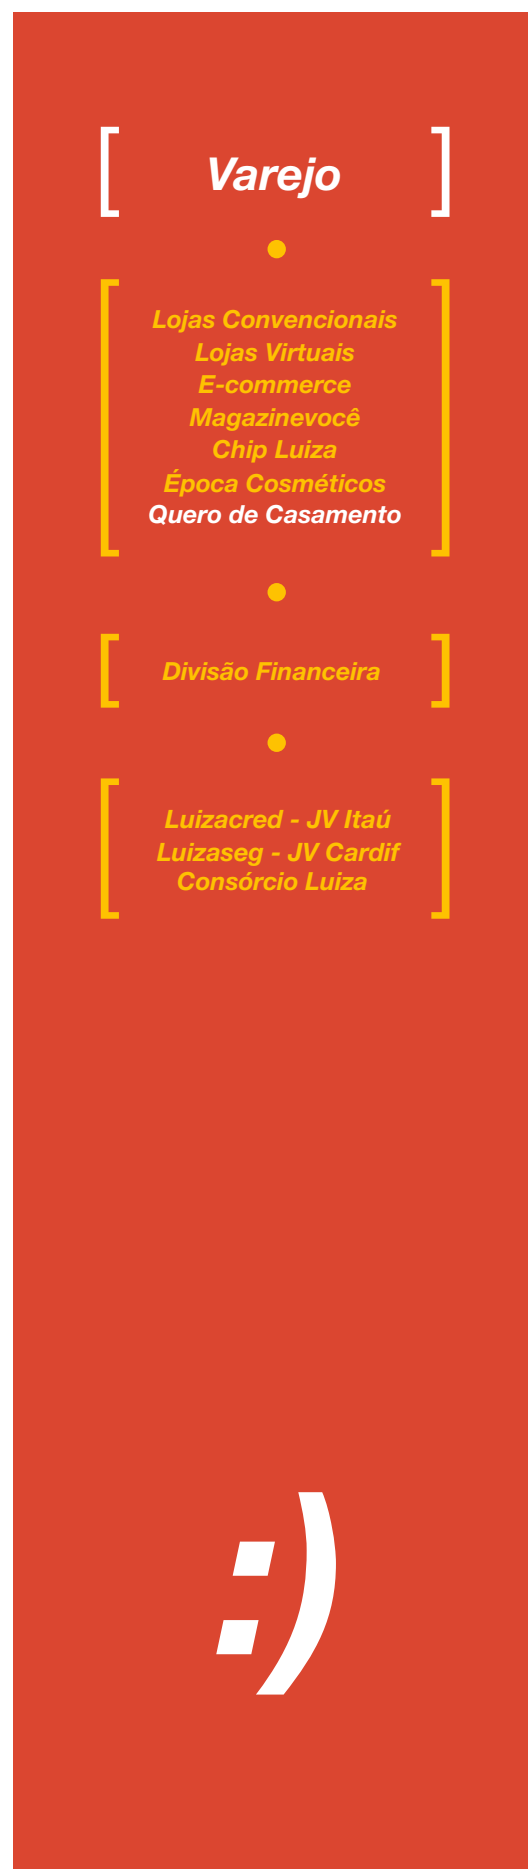 Varejo
Lojas Convencionais
Lojas Virtuais
E-commerce
Magazinevocê
Chip Luiza
Época Cosméticos
Quero de Casamento
Divisão Financeira
Luizacred - JV Itaú
Luizaseg - JV Cardif
Consórcio Luiza
:)